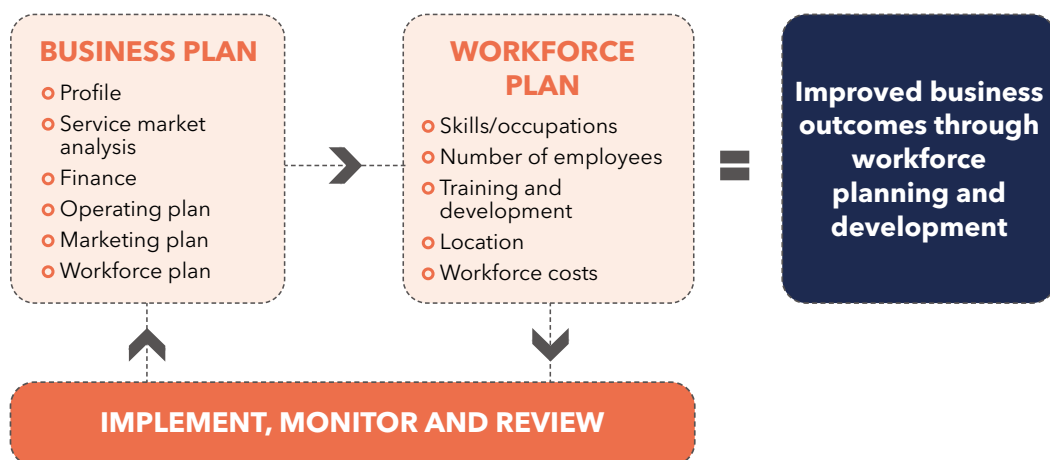 BUSINESS PLAN
Profile
Service market
analysis
Finance
Operating plan
Marketing plan
Workforce plan
WORKFORCE
PLAN
Skills/occupations
Number of employees
Training and
development
Location
Workforce costs
=
Improved business
outcomes through
workforce
planning and
development
IMPLEMENT, MONITOR AND REVIEW